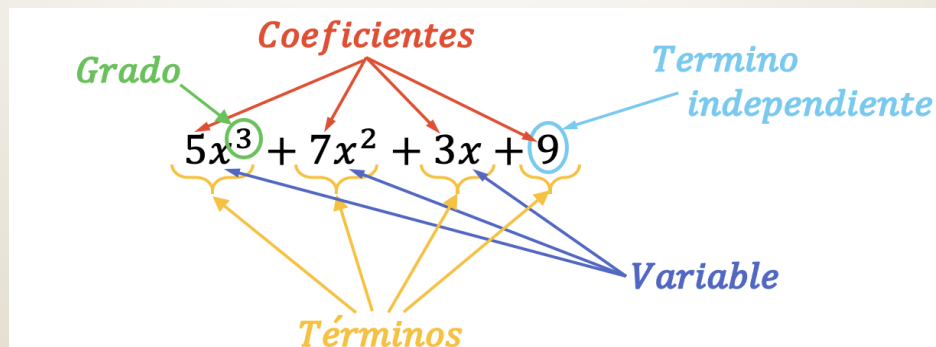 Coeficientes
Grado
Termino
independiente
5x³ + 7x² + 3x + 9
Variable
Términos